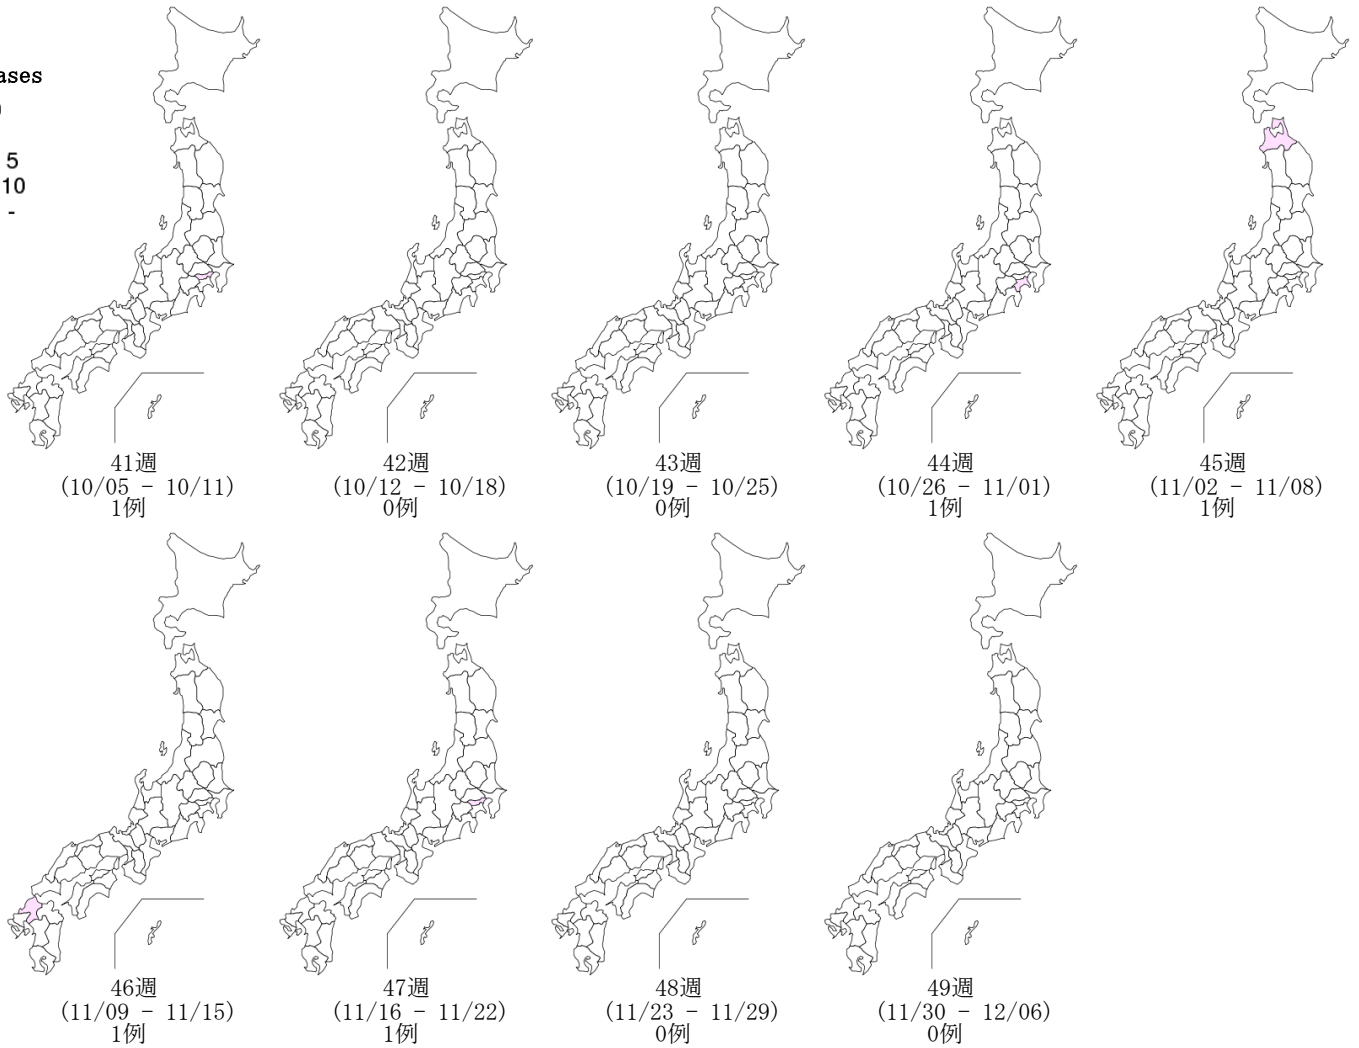 ases
5
10
-
41週
(10/05 - 10/11)
1例
42週
(10/12 - 10/18)
0例
43週
(10/19 - 10/25)
0例
44週
(10/26 - 11/01)
1例
45週
(11/02 - 11/08)
1例
46週
(11/09 - 11/15)
1例
47週
(11/16 - 11/22)
1例
48週
(11/23 - 11/29)
0例
49週
(11/30 - 12/06)
0例